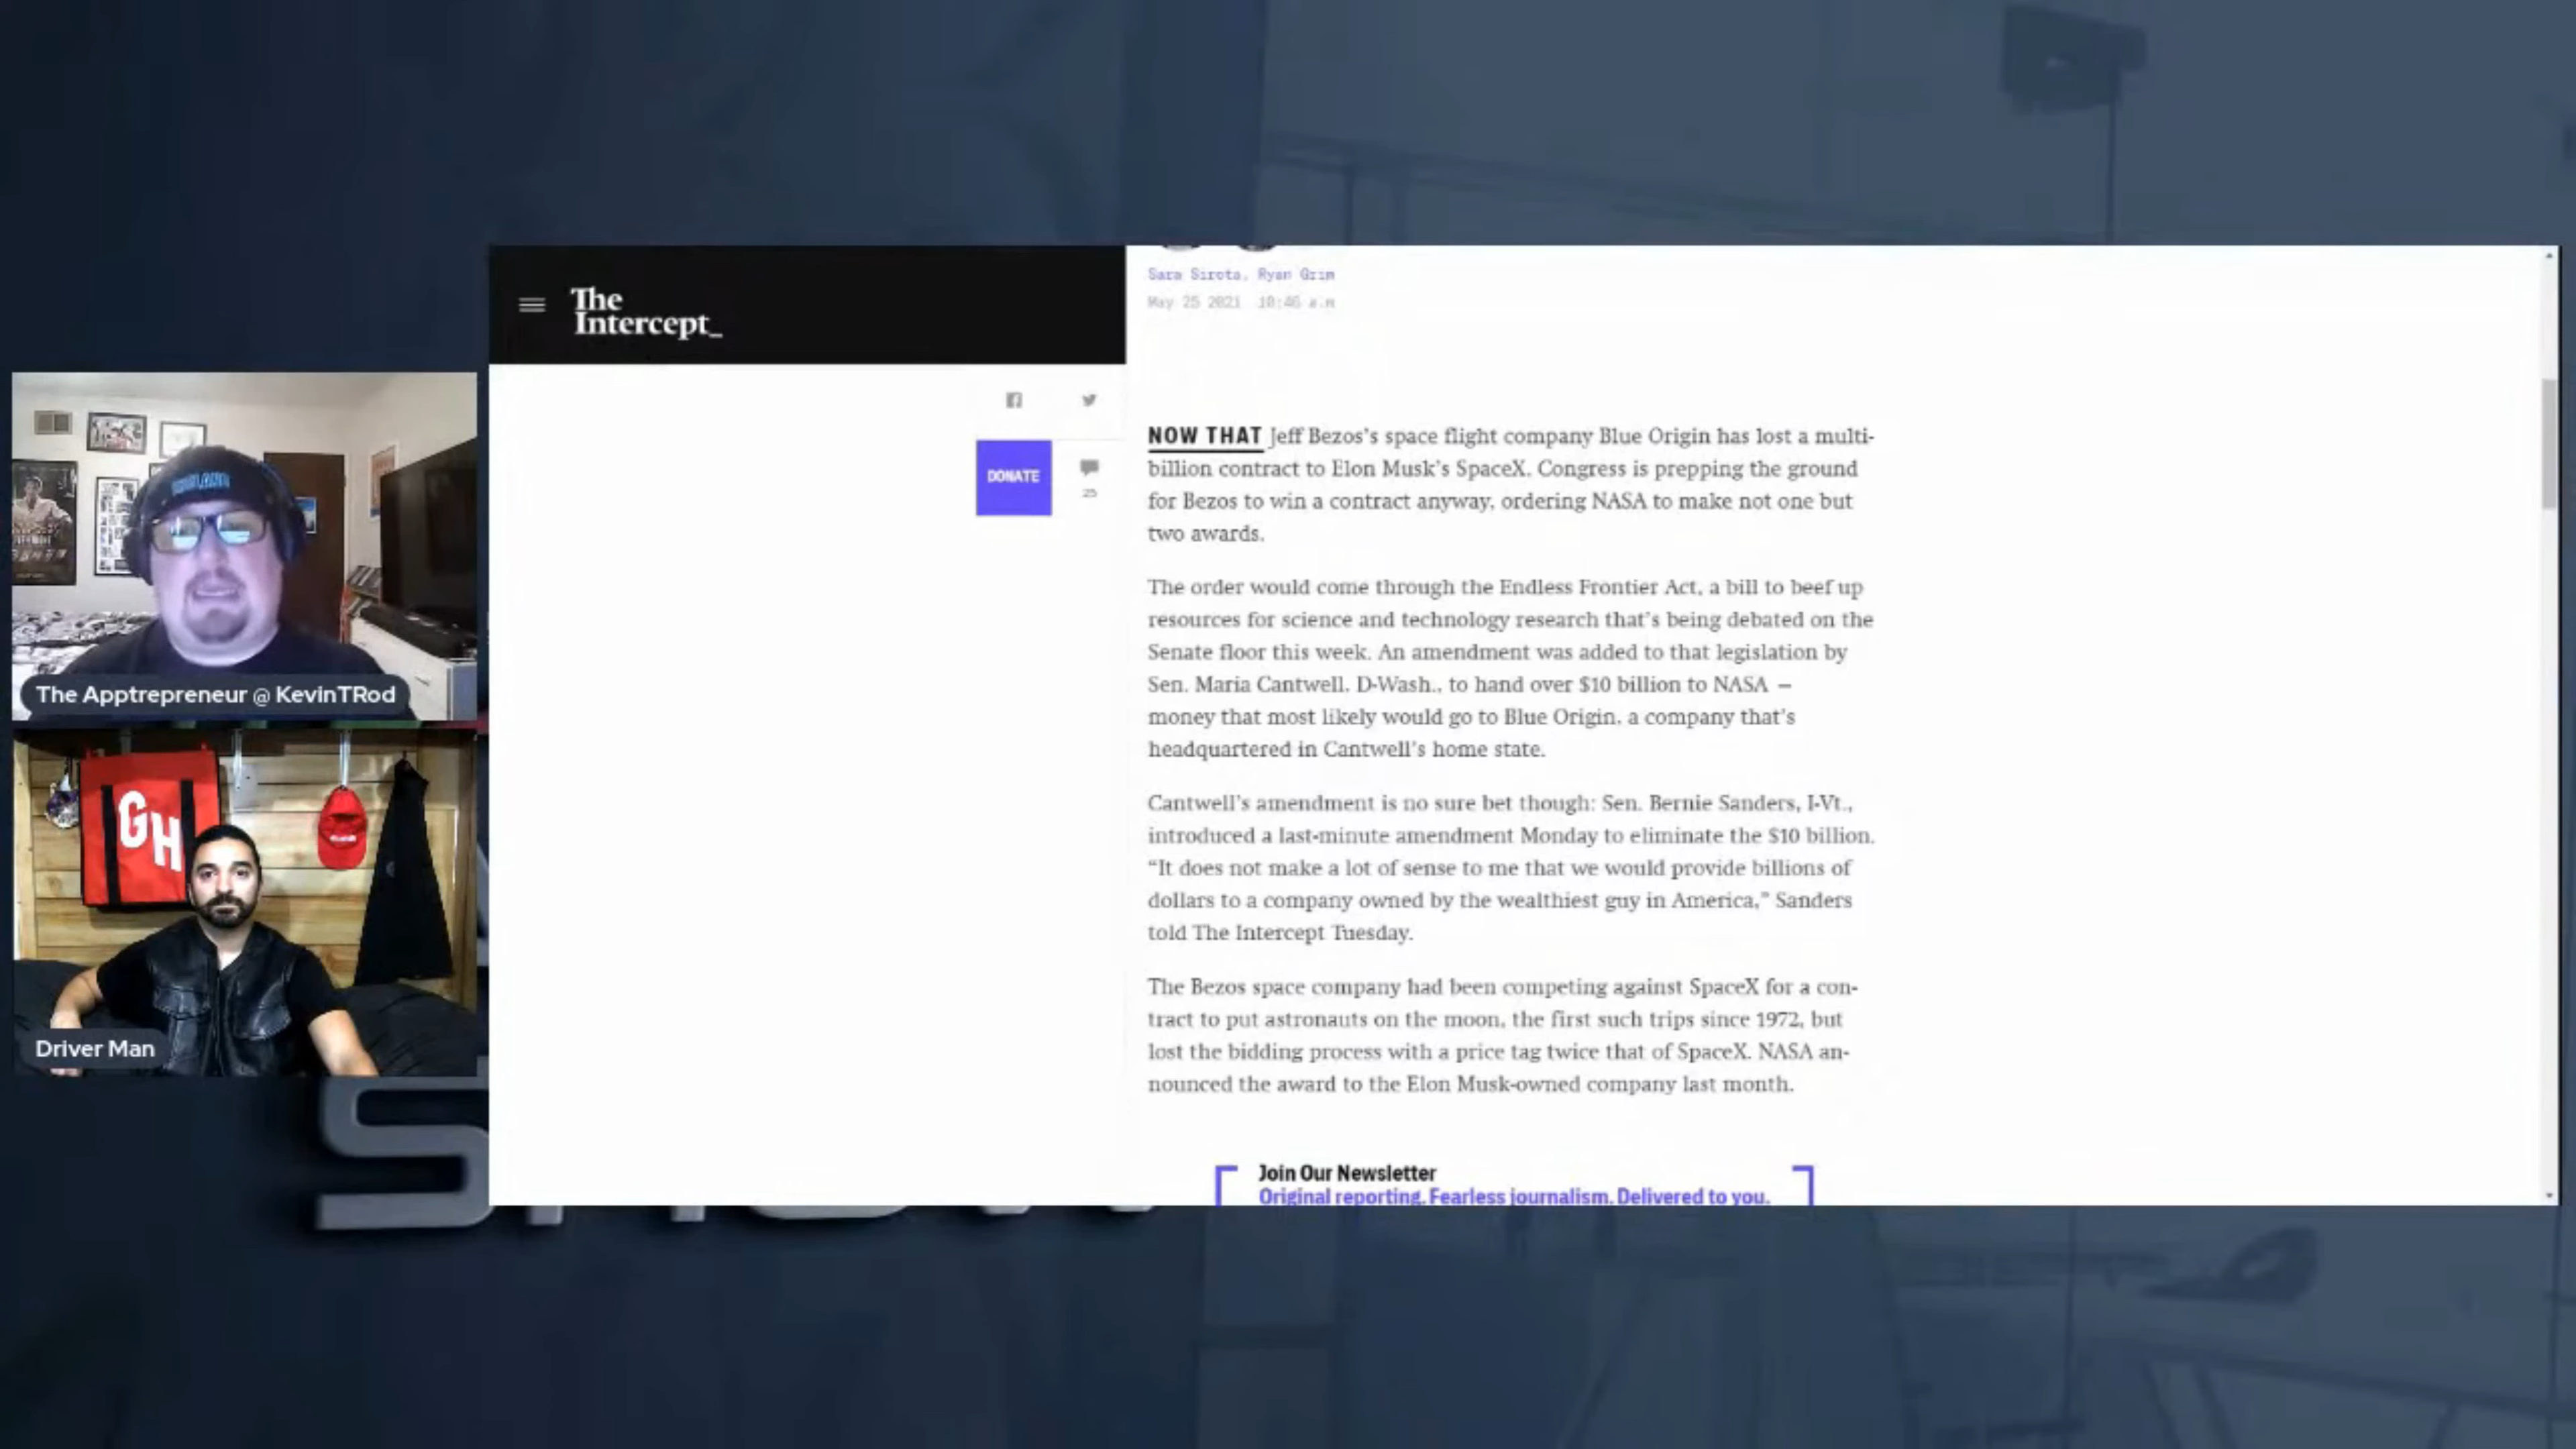 The
Intercept_
Sara Sirota, Ryan Grim
May 25 2021 10:46 a.m
DONATE
25
NOW THAT Jeff Bezos's space flight company Blue Origin has lost a multi-
billion contract to Elon Musk's SpaceX, Congress is prepping the ground
for Bezos to win a contract anyway, ordering NASA to make not one but
two awards.
The order would come through the Endless Frontier Act, a bill to beef up
resources for science and technology research that's being debated on the
Senate floor this week. An amendment was added to that legislation by
Sen. Maria Cantwell, D-Wash., to hand over $10 billion to NASA —
money that most likely would go to Blue Origin, a company that's
headquartered in Cantwell's home state.
Cantwell's amendment is no sure bet though: Sen. Bernie Sanders, I-Vt.,
introduced a last-minute amendment Monday to eliminate the $10 billion.
“It does not make a lot of sense to me that we would provide billions of
dollars to a company owned by the wealthiest guy in America,” Sanders
told The Intercept Tuesday.
The Bezos space company had been competing against SpaceX for a con-
tract to put astronauts on the moon, the first such trips since 1972, but
lost the bidding process with a price tag twice that of SpaceX. NASA an-
nounced the award to the Elon Musk-owned company last month.
Join Our Newsletter
Original reporting. Fearless journalism. Delivered to you.
The Apptrepreneur @ KevinTRod
GH
Driver Man